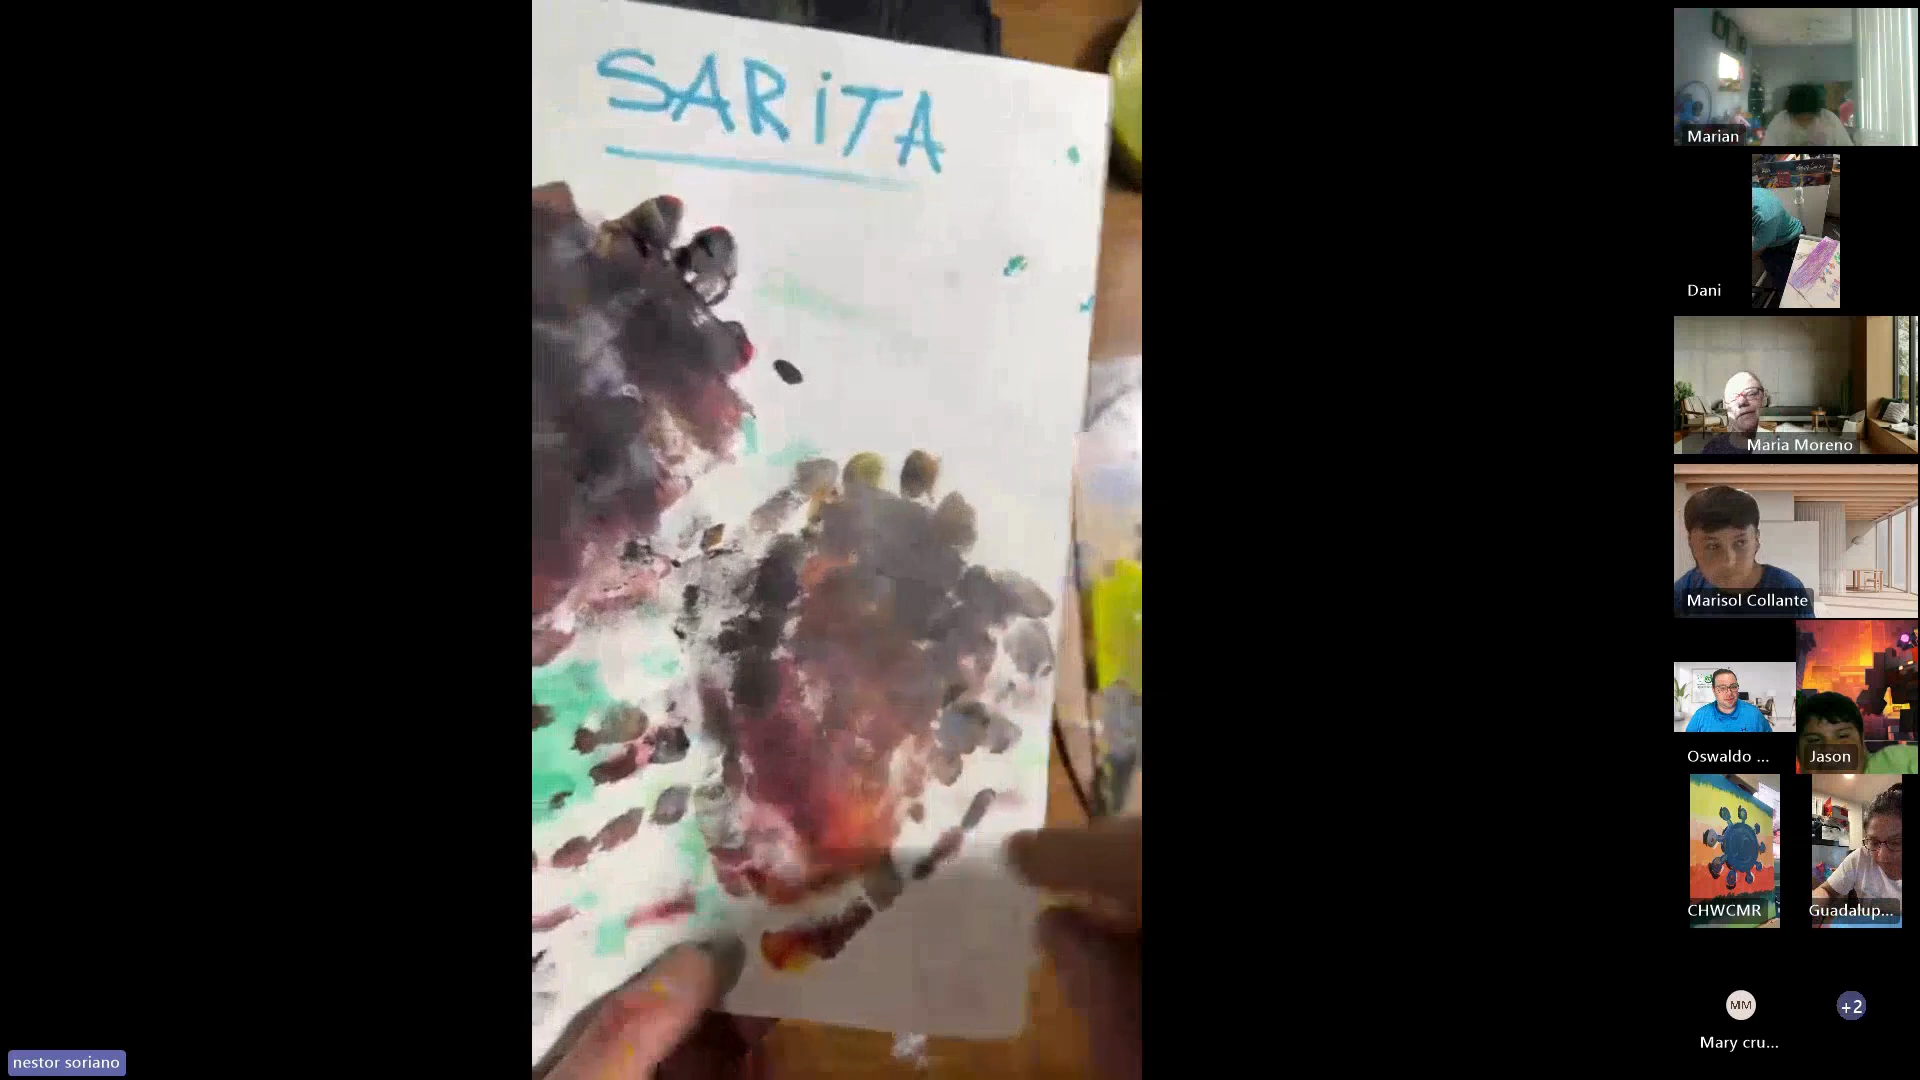 SARiTA
Marian
Dani
Maria Moreno
Marisol Collante
Oswaldo ...
Jason
CHWCMR
Guadalup...
MM
+2
Mary cru...
nestor soriano